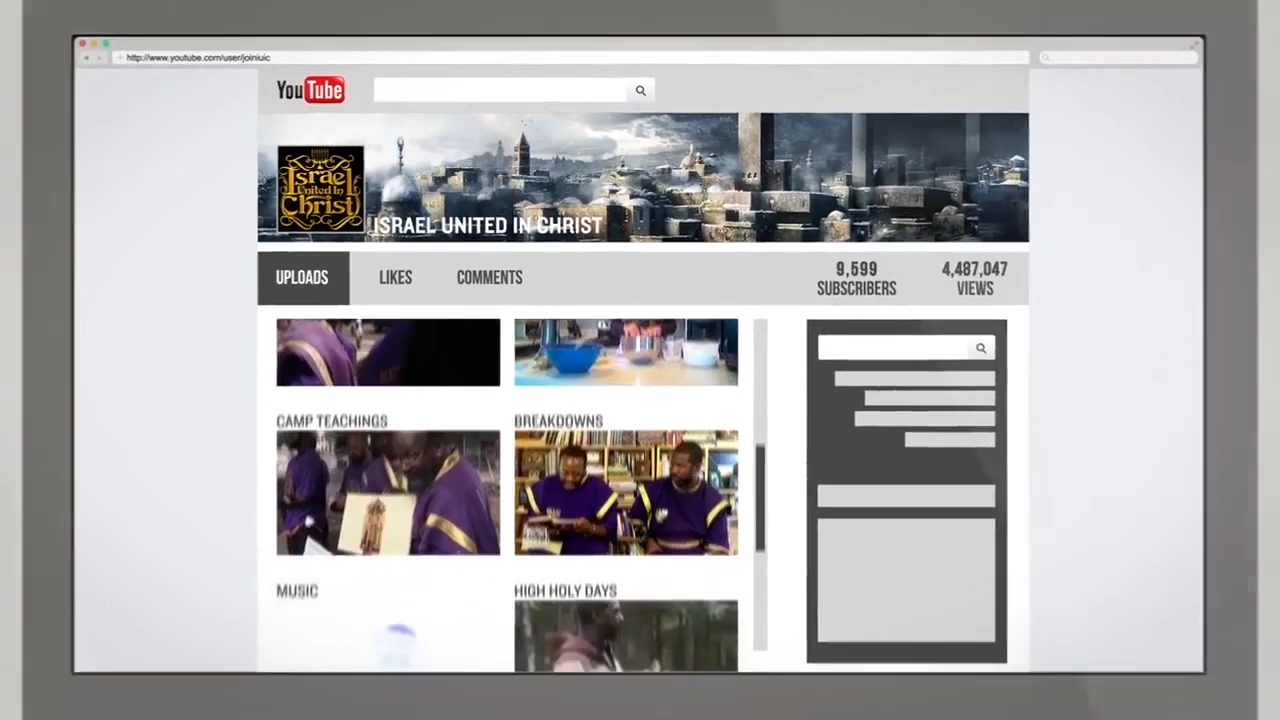 http://www.youtube.com/user/joiniuic
YouTube
Israel
United In
Christ
ISRAEL UNITED IN CHRIST
UPLOADS
LIKES
COMMENTS
9,599
SUBSCRIBERS
4,487,047
VIEWS
CAMP TEACHINGS
BREAKDOWNS
MUSIC
HIGH HOLY DAYS